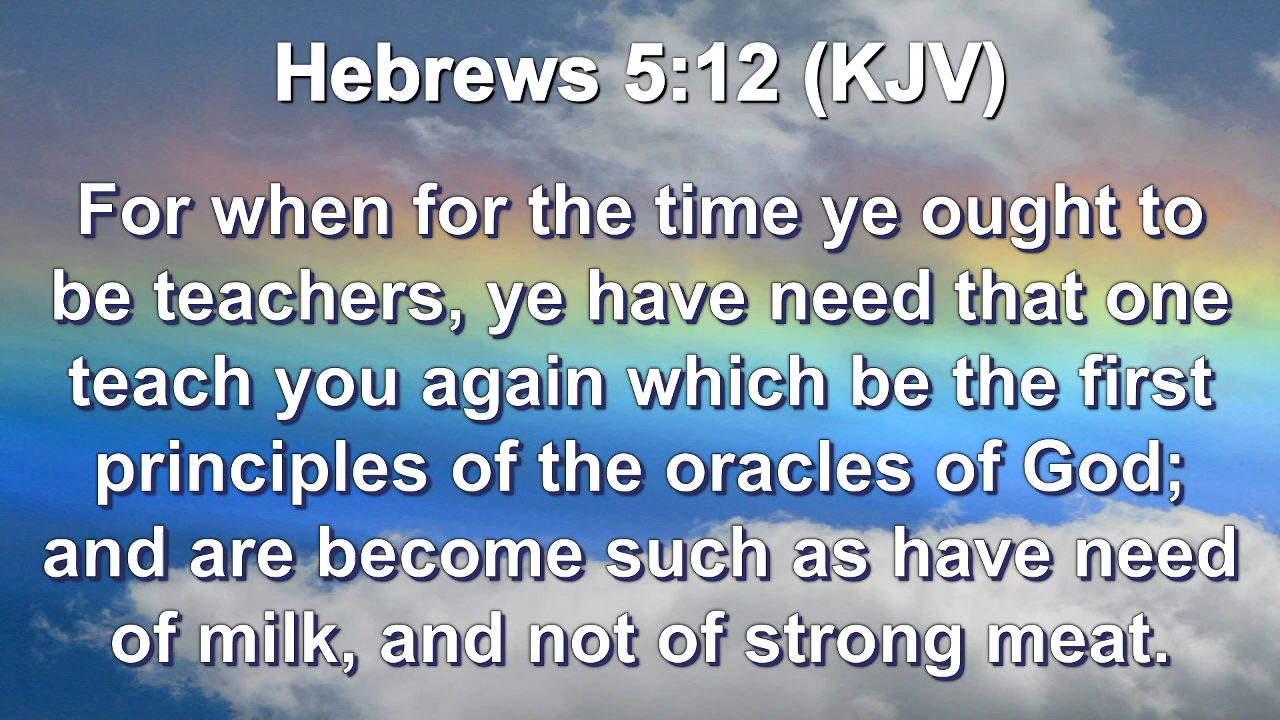 Hebrews 5:12 (KJV)
For when for the time ye ought to
be teachers, ye have need that one
teach you again which be the first
principles of the oracles of God;
and are become such as have need
of milk, and not of strong meat.